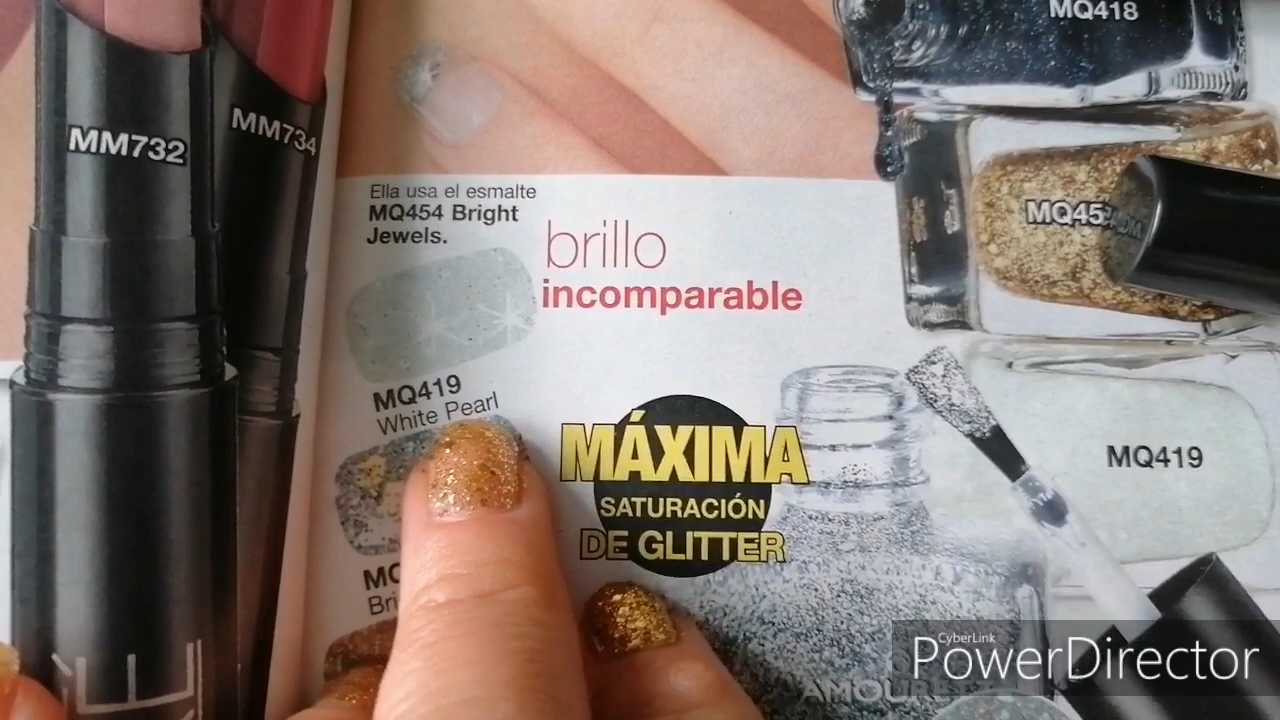 MM732
MM734
Ella usa el esmalte
MQ454 Bright
Jewels.
brillo
incomparable
MQ419
White Pearl
MÁXIMA
SATURACIÓN
DE GLITTER
MQ418
MQ45
MQ419
CyberLink
PowerDirector